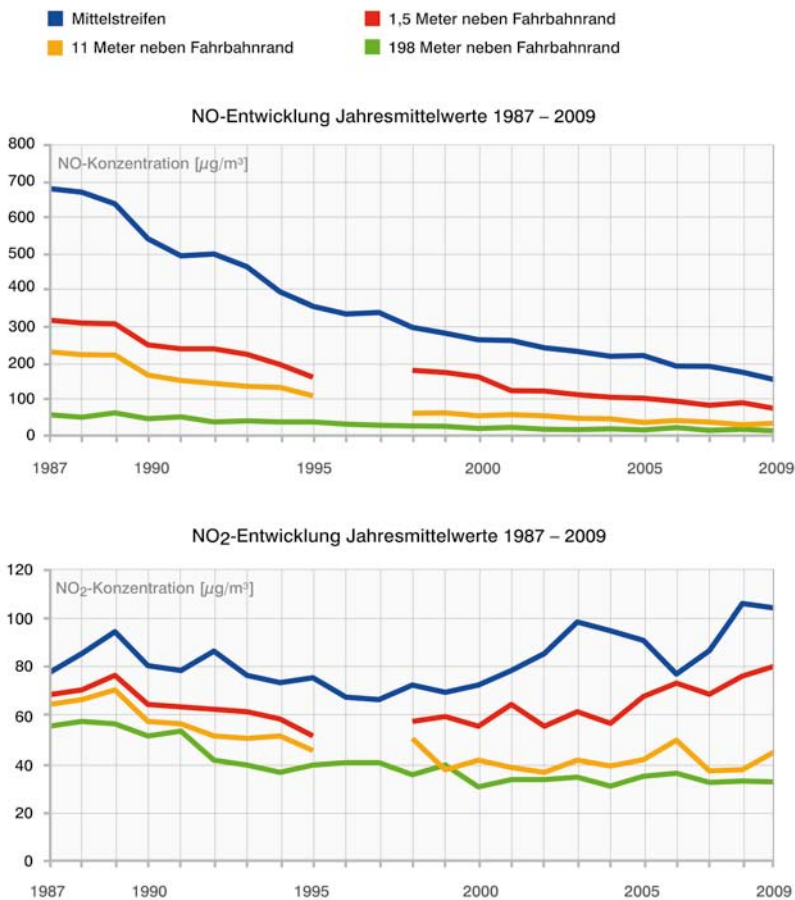 Mittelstreifen
1,5 Meter neben Fahrbahnrand
11 Meter neben Fahrbahnrand
198 Meter neben Fahrbahnrand
NO-Entwicklung Jahresmittelwerte 1987 – 2009
NO-Konzentration [µg/m³]
800
700
600
500
400
300
200
100
0
1987 1990 1995 2000 2005 2009
NO₂-Entwicklung Jahresmittelwerte 1987 – 2009
NO₂-Konzentration [µg/m³]
120
100
80
60
40
20
0
1987 1990 1995 2000 2005 2009